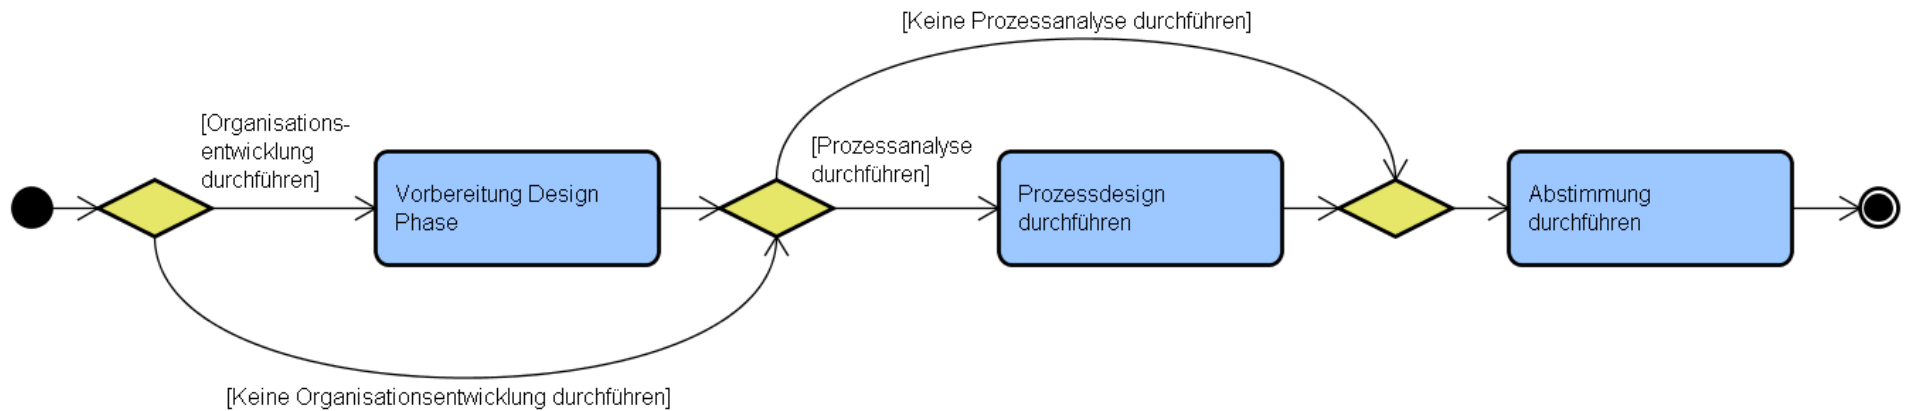 [Keine Prozessanalyse durchführen]
[Organisations-
entwicklung
durchführen]
Vorbereitung Design
Phase
[Prozessanalyse
durchführen]
Prozessdesign
durchführen
Abstimmung
durchführen
[Keine Organisationsentwicklung durchführen]